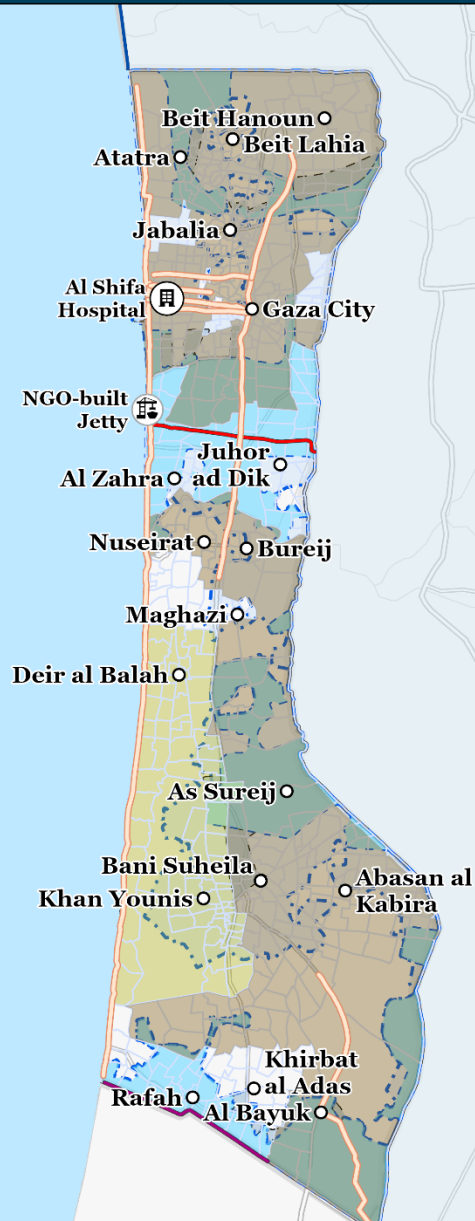 Beit Hanoun
Beit Lahia
Atatra
Jabalia
Al Shifa
Hospital
Gaza City
NGO-built
Jetty
Juhor
ad Dik
Al Zahra
Nuseirat
Bureij
Maghazi
Deir al Balah
As Sureij
Bani Suheila
Abasan al
Kabira
Khan Younis
Khirbat
al Adas
Rafah
Al Bayuk